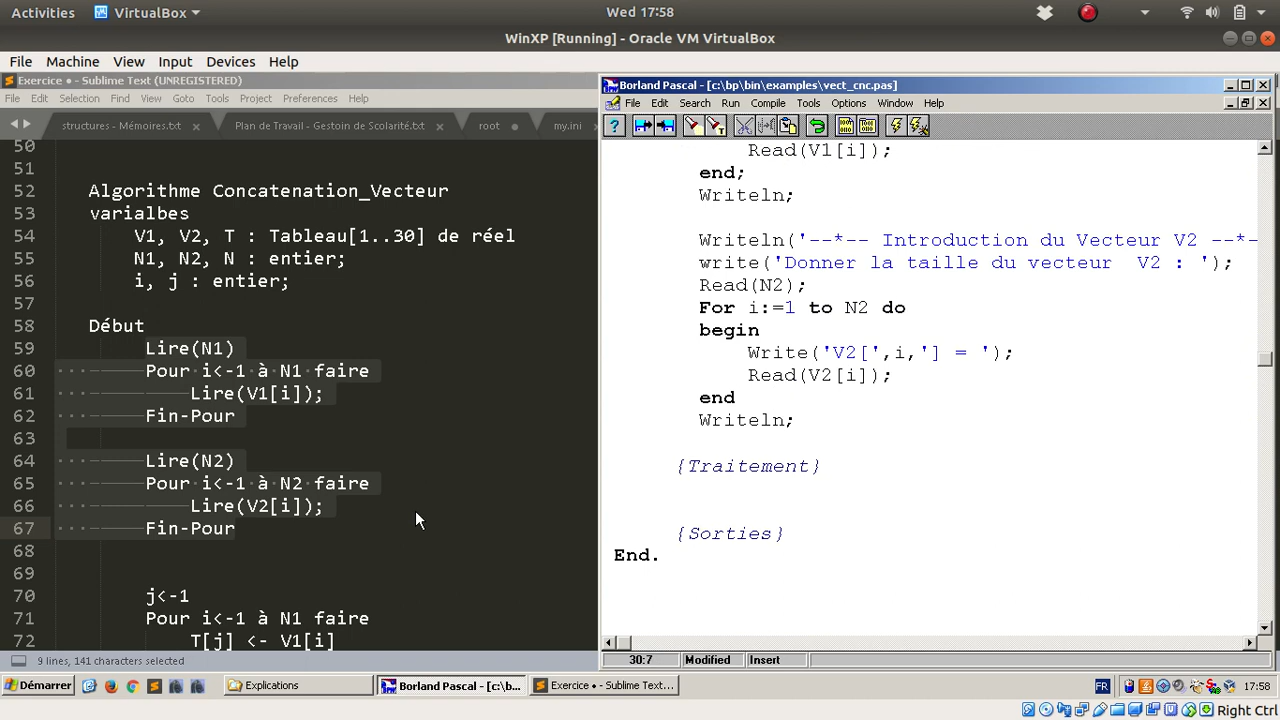 Activities VirtualBox Wed 17:58
WinXP [Running] - Oracle VM VirtualBox
File Machine View Input Devices Help
Exercice • - Sublime Text (UNREGISTERED)
File Edit Selection Find View Goto Tools Project Preferences Help
structures - Mémoires.txt Plan de Travail - Gestoin de Scolarité.txt root my.ini
50
51
52 Algorithme Concatenation_Vecteur
53 varialbes
54 V1, V2, T : Tableau[1..30] de réel
55 N1, N2, N : entier;
56 i, j : entier;
57
58 Début
59 Lire(N1)
60 Pour i<-1 à N1 faire
61 Lire(V1[i]);
62 Fin-Pour
63
64 Lire(N2)
65 Pour i<-1 à N2 faire
66 Lire(V2[i]);
67 Fin-Pour
68
69
70 j<-1
71 Pour i<-1 à N1 faire
72 T[j] <- V1[i]
9 lines, 141 characters selected
Borland Pascal - [c:\bp\bin\examples\vect_cnc.pas]
File Edit Search Run Compile Tools Options Window Help
Read(V1[i]);
end;
Writeln;
Writeln('--*-- Introduction du Vecteur V2 --*-
write('Donner la taille du vecteur V2 : ');
Read(N2);
For i:=1 to N2 do
begin
Write('V2[',i,'] = ');
Read(V2[i]);
end
Writeln;
{Traitement}
{Sorties}
End.
30:7 Modified Insert
Démarrer Explications Borland Pascal - [c:\b... Exercice • - Sublime Text... FR 17:58
Right Ctrl